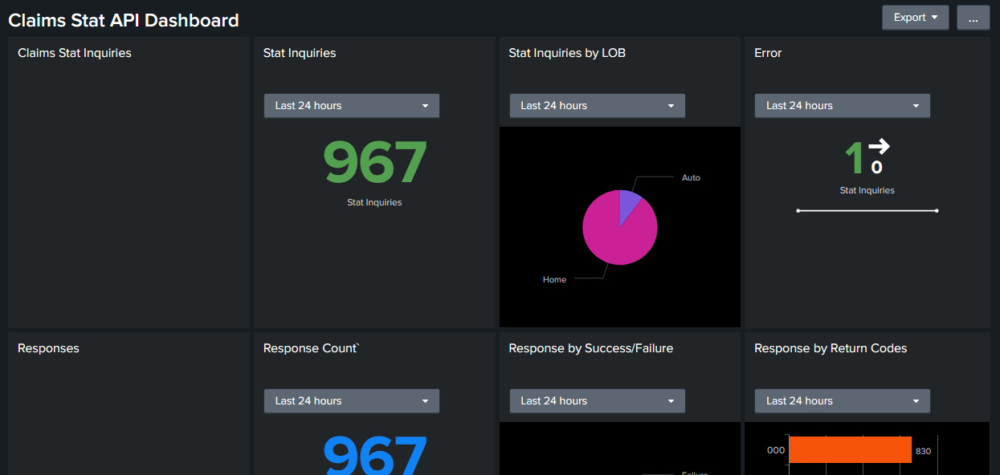 Claims Stat API Dashboard
Export
...
Claims Stat Inquiries
Stat Inquiries
Last 24 hours
967
Stat Inquiries
Stat Inquiries by LOB
Last 24 hours
Auto
Home
Error
Last 24 hours
1
0
Stat Inquiries
Responses
Response Count`
Last 24 hours
967
Response by Success/Failure
Last 24 hours
Failure
Response by Return Codes
Last 24 hours
000
830